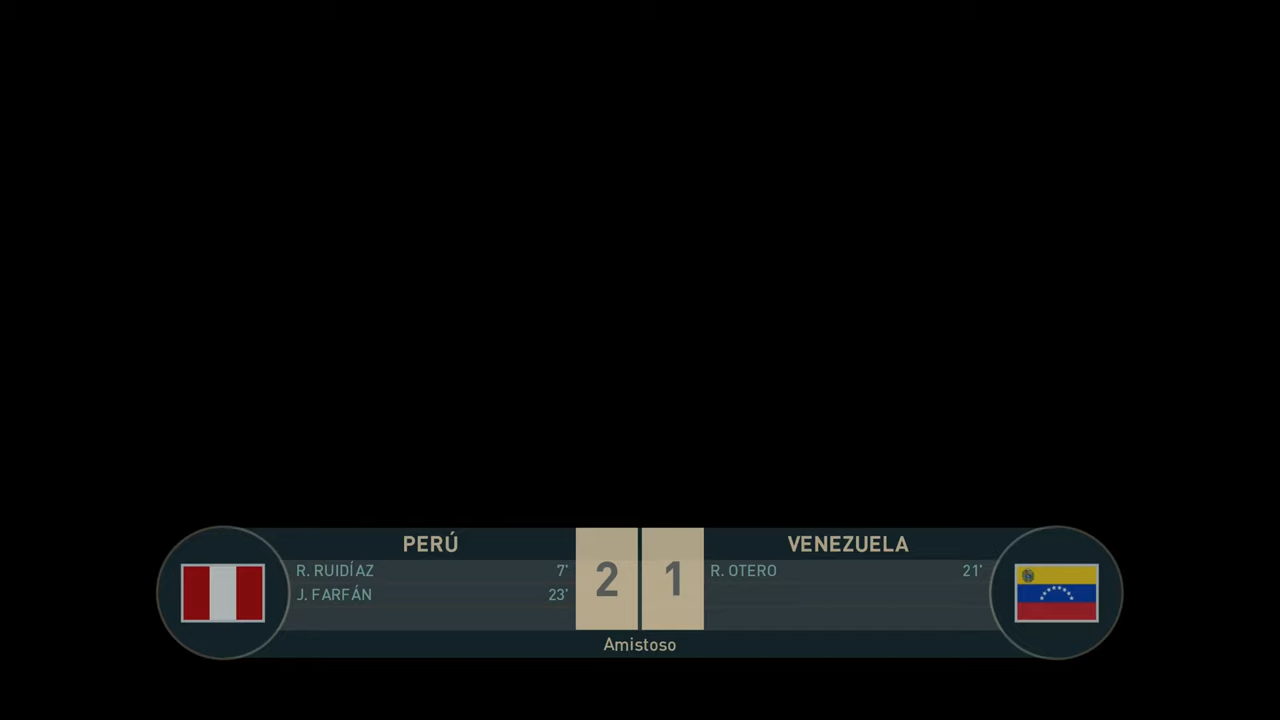 PERÚ
R. RUIDÍAZ 7'
J. FARFÁN 23'
2 1
VENEZUELA
R. OTERO 21'
Amistoso